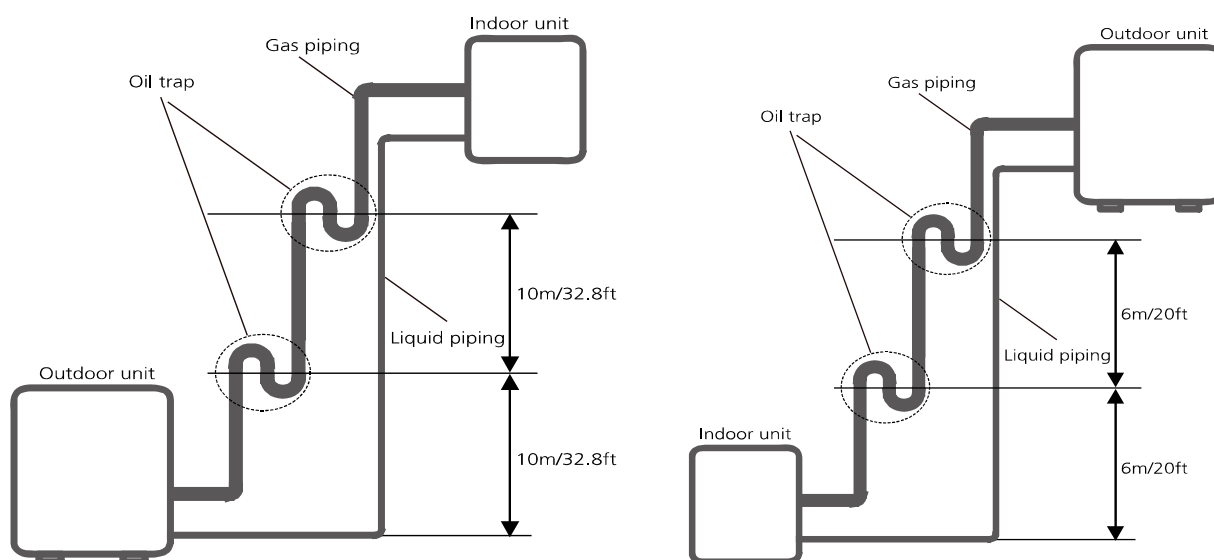 Indoor unit
Gas piping
Oil trap
10m/32.8ft
Liquid piping
Outdoor unit
10m/32.8ft
Outdoor unit
Gas piping
Oil trap
6m/20ft
Liquid piping
Indoor unit
6m/20ft